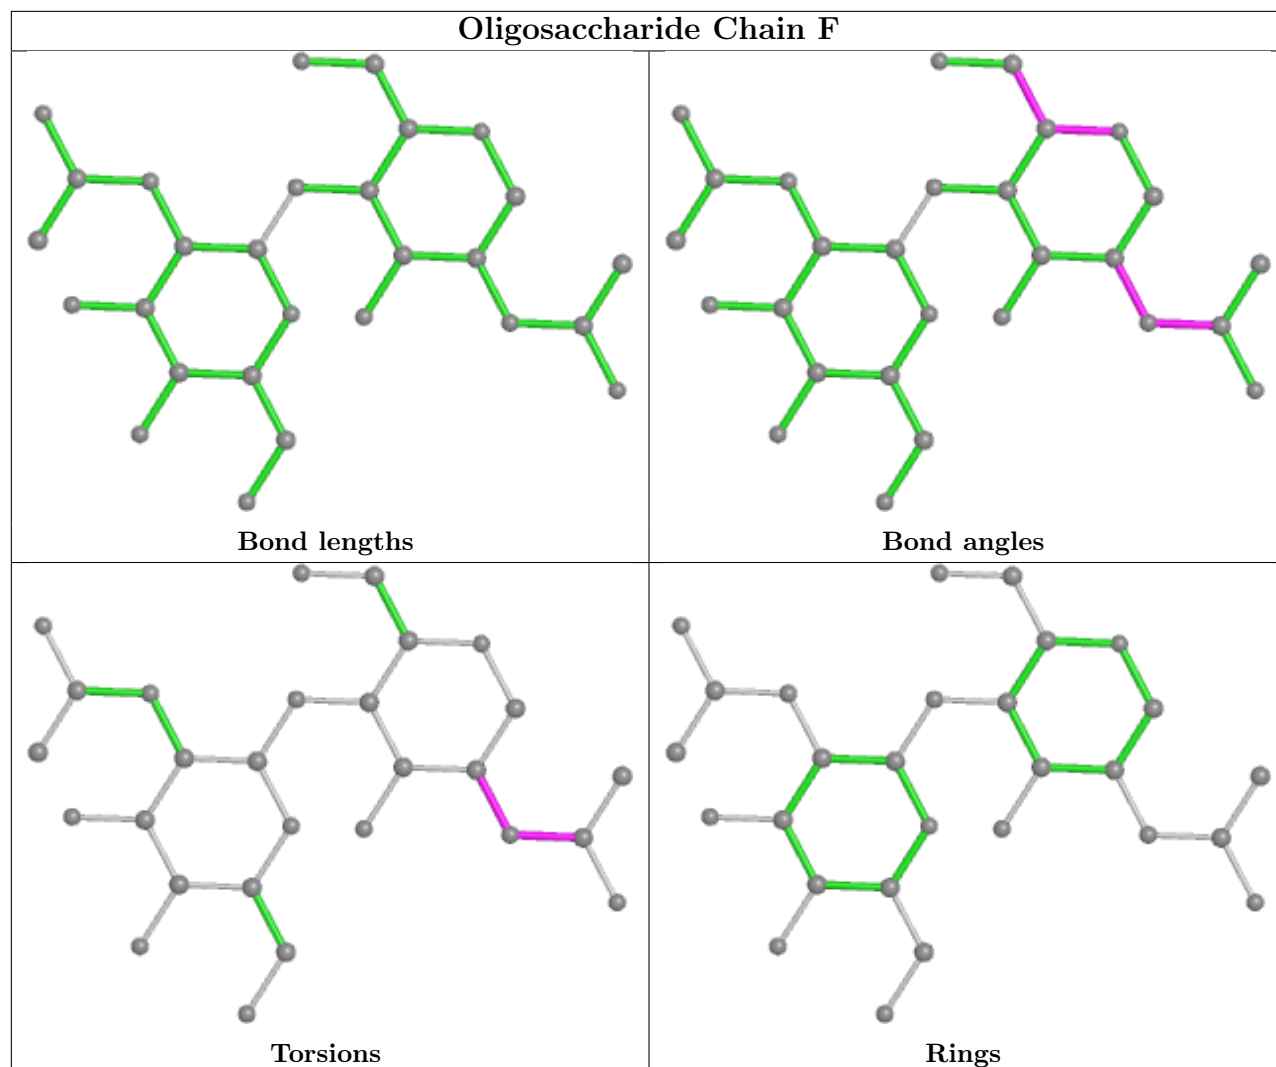 Oligosaccharide Chain F
Bond lengths
Bond angles
Torsions
Rings